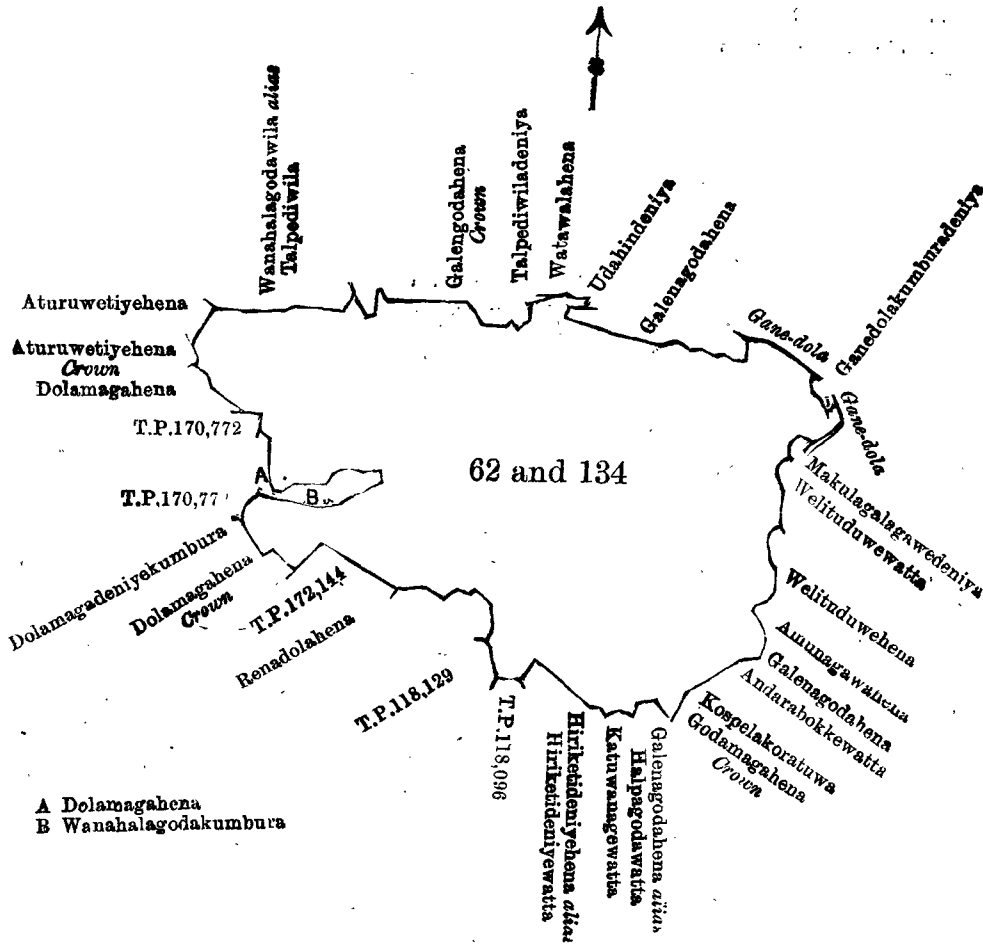 Wanahalagodawila alias
Talpediwila
Galengodahena
Crown
Talpediwiladeniya
Watawalahena
Udahindeniya
Galenagodahena
Gane-dola
Ganedolakumburadeniya
Gane-dola
Aturuwetiyehena
Aturuwetiyehena
Crown
Dolamagahena
T.P.170,772
A
T.P.170,77
B
62 and 134
Makulagalagawedeniya
Welituduwewatta
Welituduwehena
Amunagawahena
Galenagodahena
Andarabokkewatta
Kospelakoratuwa
Godamagahena
Crown
Dolamagadeniyekumbura
Dolamagahena
Crown
T.P.172,144
Renadolahena
T.P.118,129
T.P.118,096
Hiriketideniyehena alias
Hiriketideniyewatta
Katuwanagewatta
Galenagodahena alias
Halpagodawatta
A Dolamagahena
B Wanahalagodakumbura